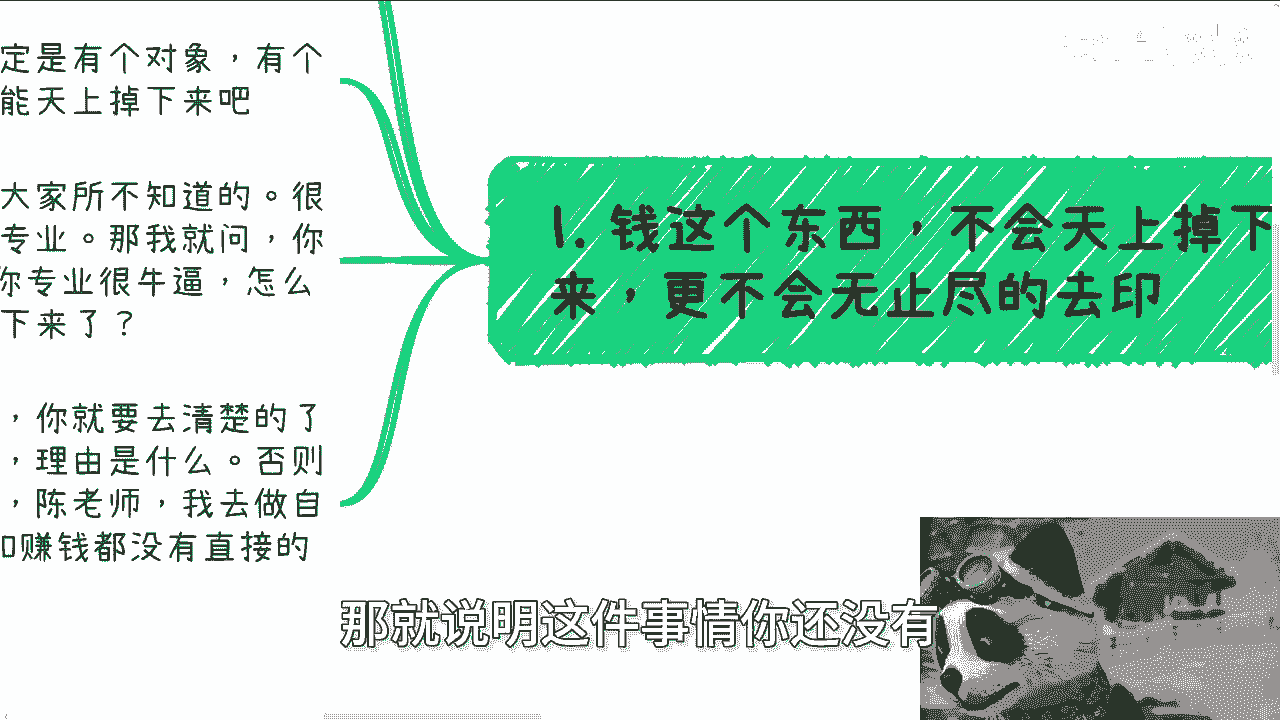 定是有个对象，有个
能天上掉下来吧
大家所不知道的。很
专业。那我就问，你
你专业很牛逼，怎么
下来了？
，你就要去清楚的了
，理由是什么。否则
，陈老师，我去做自
和赚钱都没有直接的
1. 钱这个东西，不会天上掉下
来，更不会无止尽的去印
那就说明这件事情你还没有